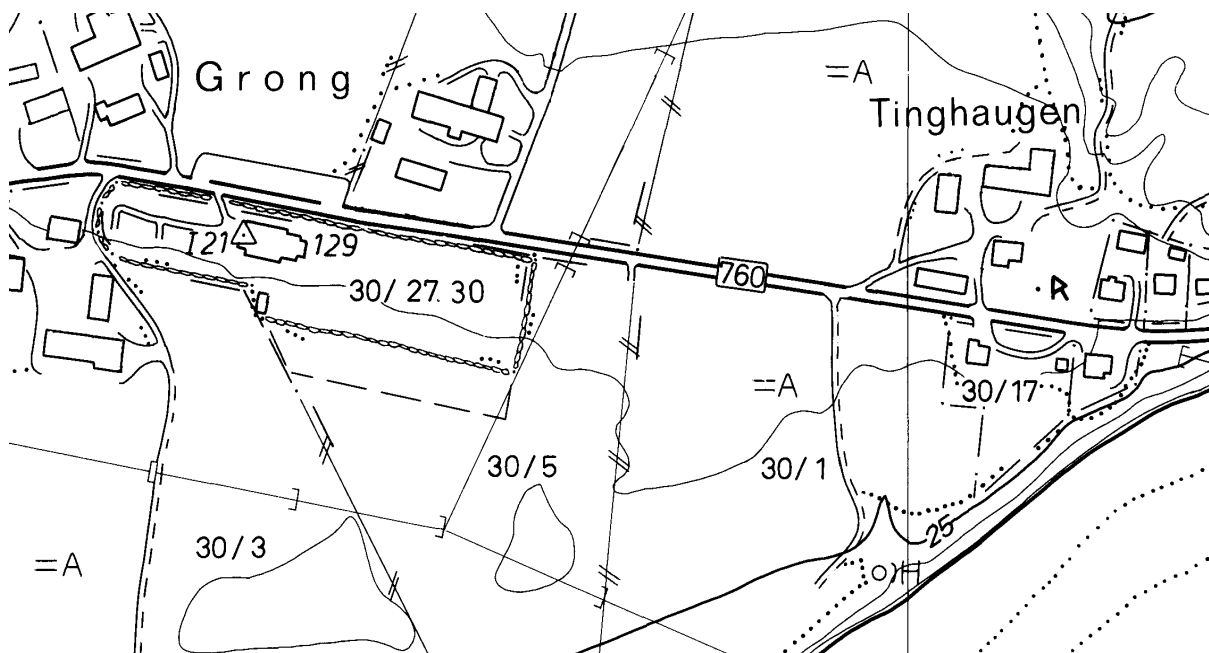 Grong
=A
Tinghaugen
121
129
30/27.30
760
R
=A
30/17
30/5
30/1
25
30/3
=A